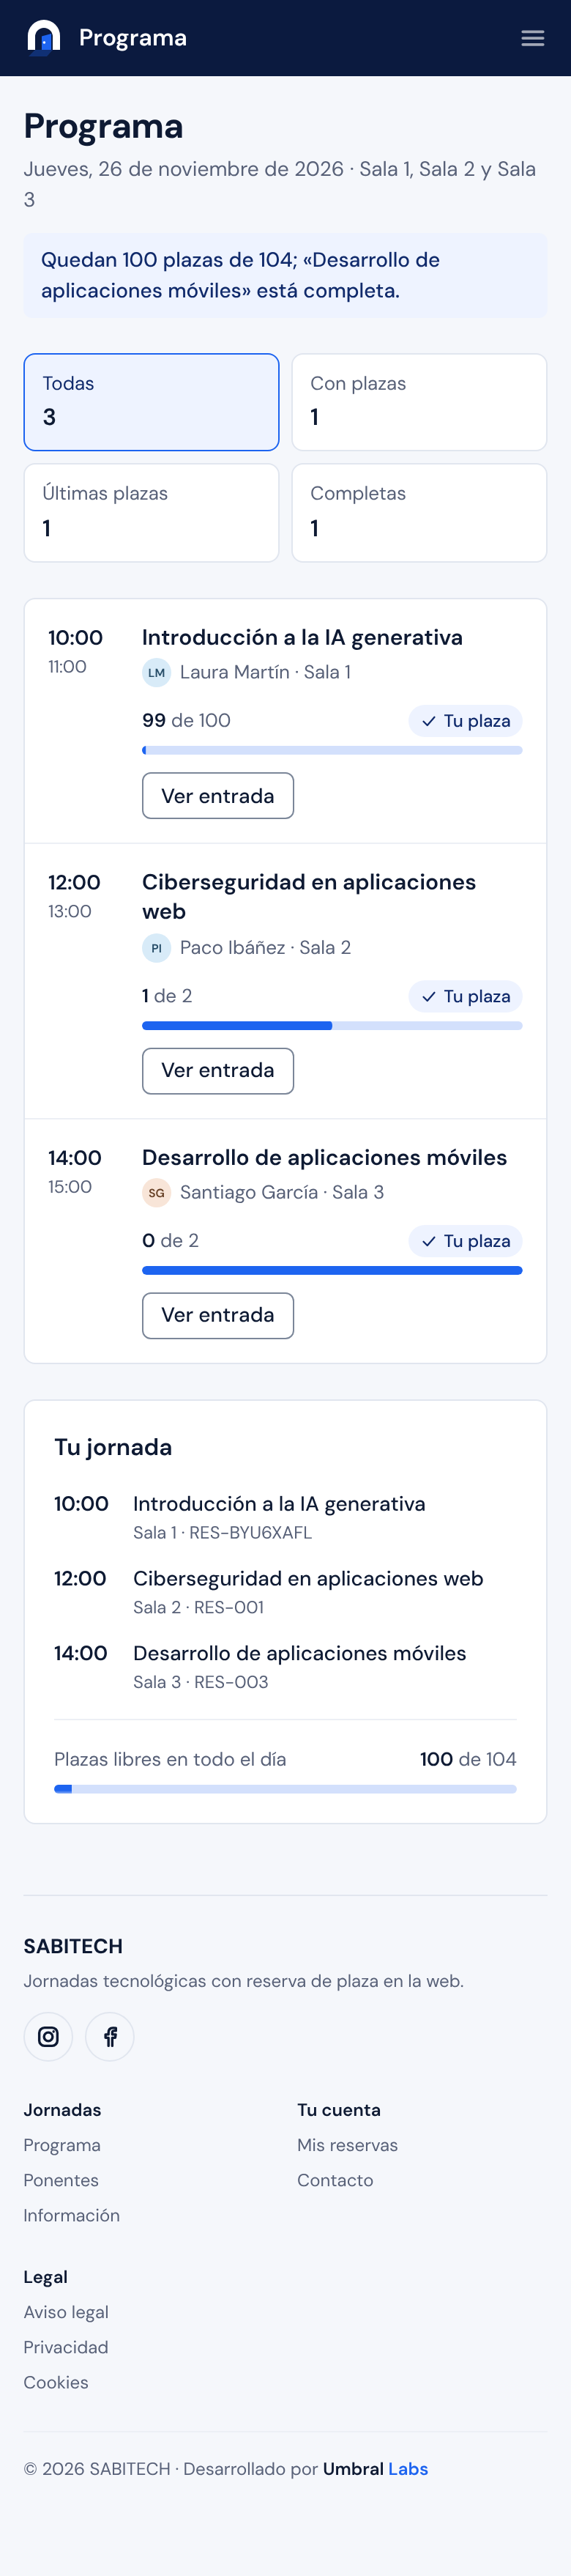 Programa
Programa
Jueves, 26 de noviembre de 2026 · Sala 1, Sala 2 y Sala
3
Quedan 100 plazas de 104; «Desarrollo de
aplicaciones móviles» está completa.
Todas
3
Con plazas
1
Últimas plazas
1
Completas
1
10:00
11:00
Introducción a la IA generativa
LM Laura Martín · Sala 1
99 de 100
Tu plaza
Ver entrada
12:00
13:00
Ciberseguridad en aplicaciones
web
PI Paco Ibáñez · Sala 2
1 de 2
Tu plaza
Ver entrada
14:00
15:00
Desarrollo de aplicaciones móviles
SG Santiago García · Sala 3
0 de 2
Tu plaza
Ver entrada
Tu jornada
10:00 Introducción a la IA generativa
Sala 1 · RES-BYU6XAFL
12:00 Ciberseguridad en aplicaciones web
Sala 2 · RES-001
14:00 Desarrollo de aplicaciones móviles
Sala 3 · RES-003
Plazas libres en todo el día 100 de 104
SABITECH
Jornadas tecnológicas con reserva de plaza en la web.
Jornadas
Programa
Ponentes
Información
Tu cuenta
Mis reservas
Contacto
Legal
Aviso legal
Privacidad
Cookies
© 2026 SABITECH · Desarrollado por Umbral Labs